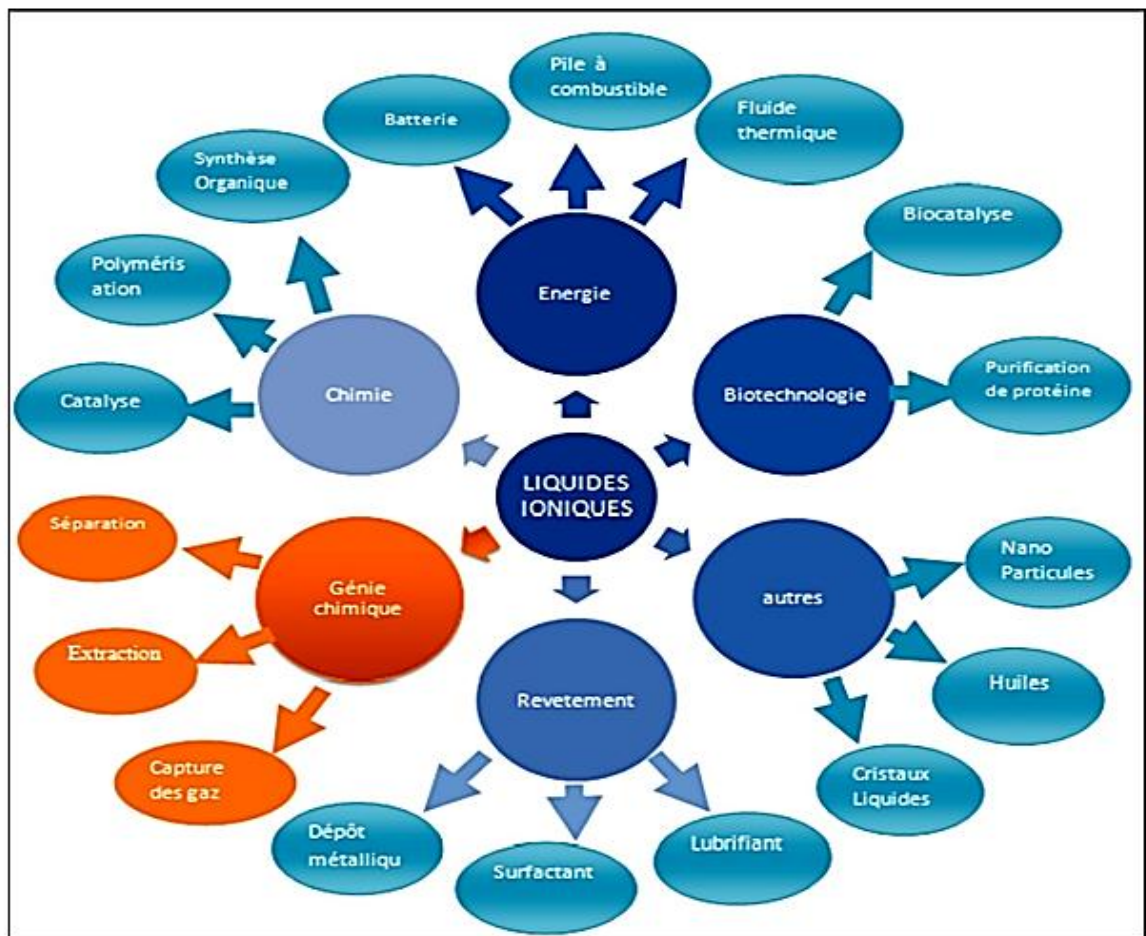 Pile à
combustible
Batterie
Fluide
thermique
Synthèse
Organique
Biocatalyse
Polyméris
ation
Energie
Chimie
Biotechnologie
Purification
de protéine
Catalyse
LIQUIDES
IONIQUES
Séparation
Génie
chimique
autres
Nano
Particules
Extraction
Huiles
Revetement
Capture
des gaz
Cristaux
Liquides
Dépôt
métalliqu
Surfactant
Lubrifiant